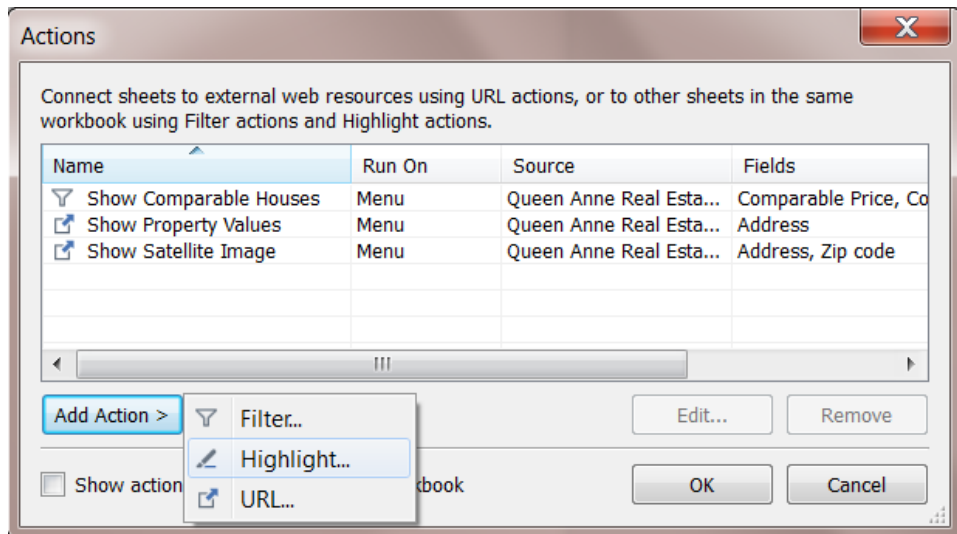 Actions
Connect sheets to external web resources using URL actions, or to other sheets in the same
workbook using Filter actions and Highlight actions.
Name Run On Source Fields
Show Comparable Houses Menu Queen Anne Real Esta... Comparable Price, Co
Show Property Values Menu Queen Anne Real Esta... Address
Show Satellite Image Menu Queen Anne Real Esta... Address, Zip code
Add Action > Edit... Remove
Filter...
Highlight...
URL...
Show action kbook OK Cancel